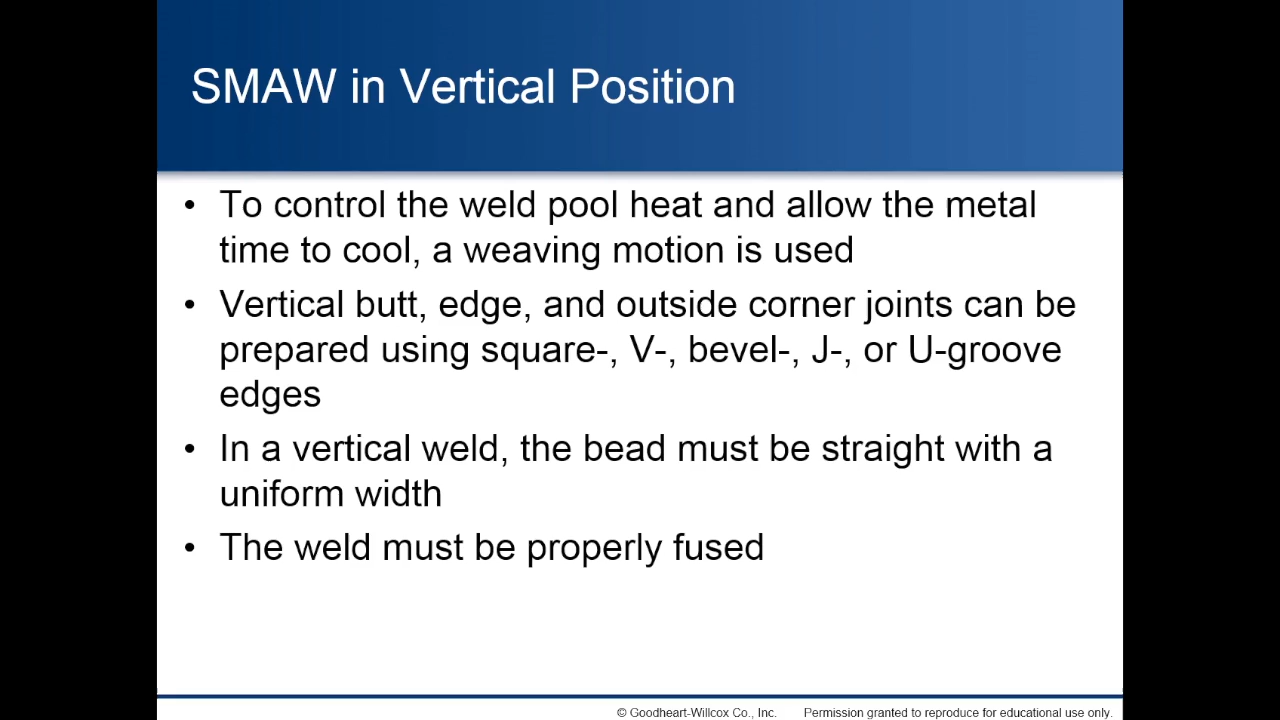 SMAW in Vertical Position
• To control the weld pool heat and allow the metal
time to cool, a weaving motion is used
• Vertical butt, edge, and outside corner joints can be
prepared using square-, V-, bevel-, J-, or U-groove
edges
• In a vertical weld, the bead must be straight with a
uniform width
• The weld must be properly fused
© Goodheart-Willcox Co., Inc. Permission granted to reproduce for educational use only.